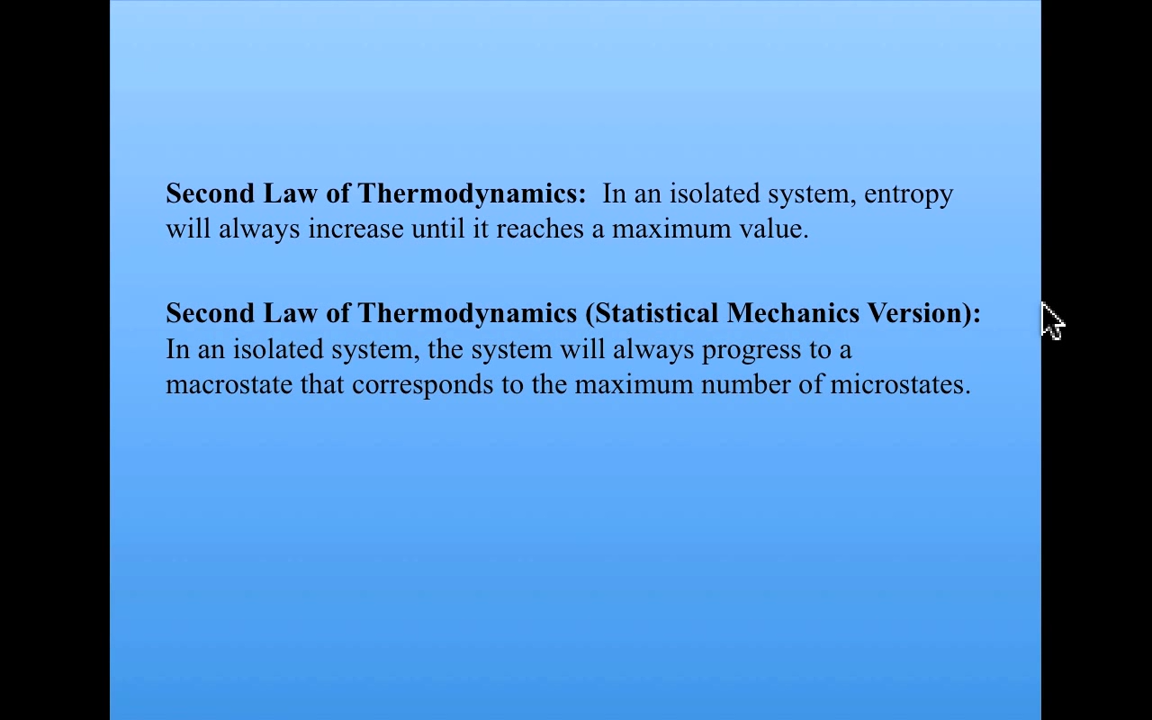 Second Law of Thermodynamics: In an isolated system, entropy
will always increase until it reaches a maximum value.
Second Law of Thermodynamics (Statistical Mechanics Version):
In an isolated system, the system will always progress to a
macrostate that corresponds to the maximum number of microstates.